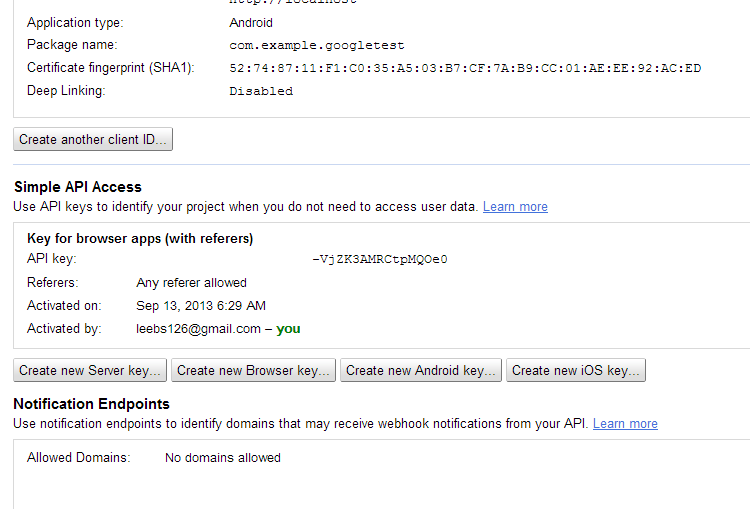 http://localhost
Application type: Android
Package name: com.example.googletest
Certificate fingerprint (SHA1): 52:74:87:11:F1:C0:35:A5:03:B7:CF:7A:B9:CC:01:AE:EE:92:AC:ED
Deep Linking: Disabled
Create another client ID...
Simple API Access
Use API keys to identify your project when you do not need to access user data. Learn more
Key for browser apps (with referers)
API key: -VjZK3AMRCtpMQOe0
Referers: Any referer allowed
Activated on: Sep 13, 2013 6:29 AM
Activated by: leebs126@gmail.com – you
Create new Server key... Create new Browser key... Create new Android key... Create new iOS key...
Notification Endpoints
Use notification endpoints to identify domains that may receive webhook notifications from your API. Learn more
Allowed Domains: No domains allowed